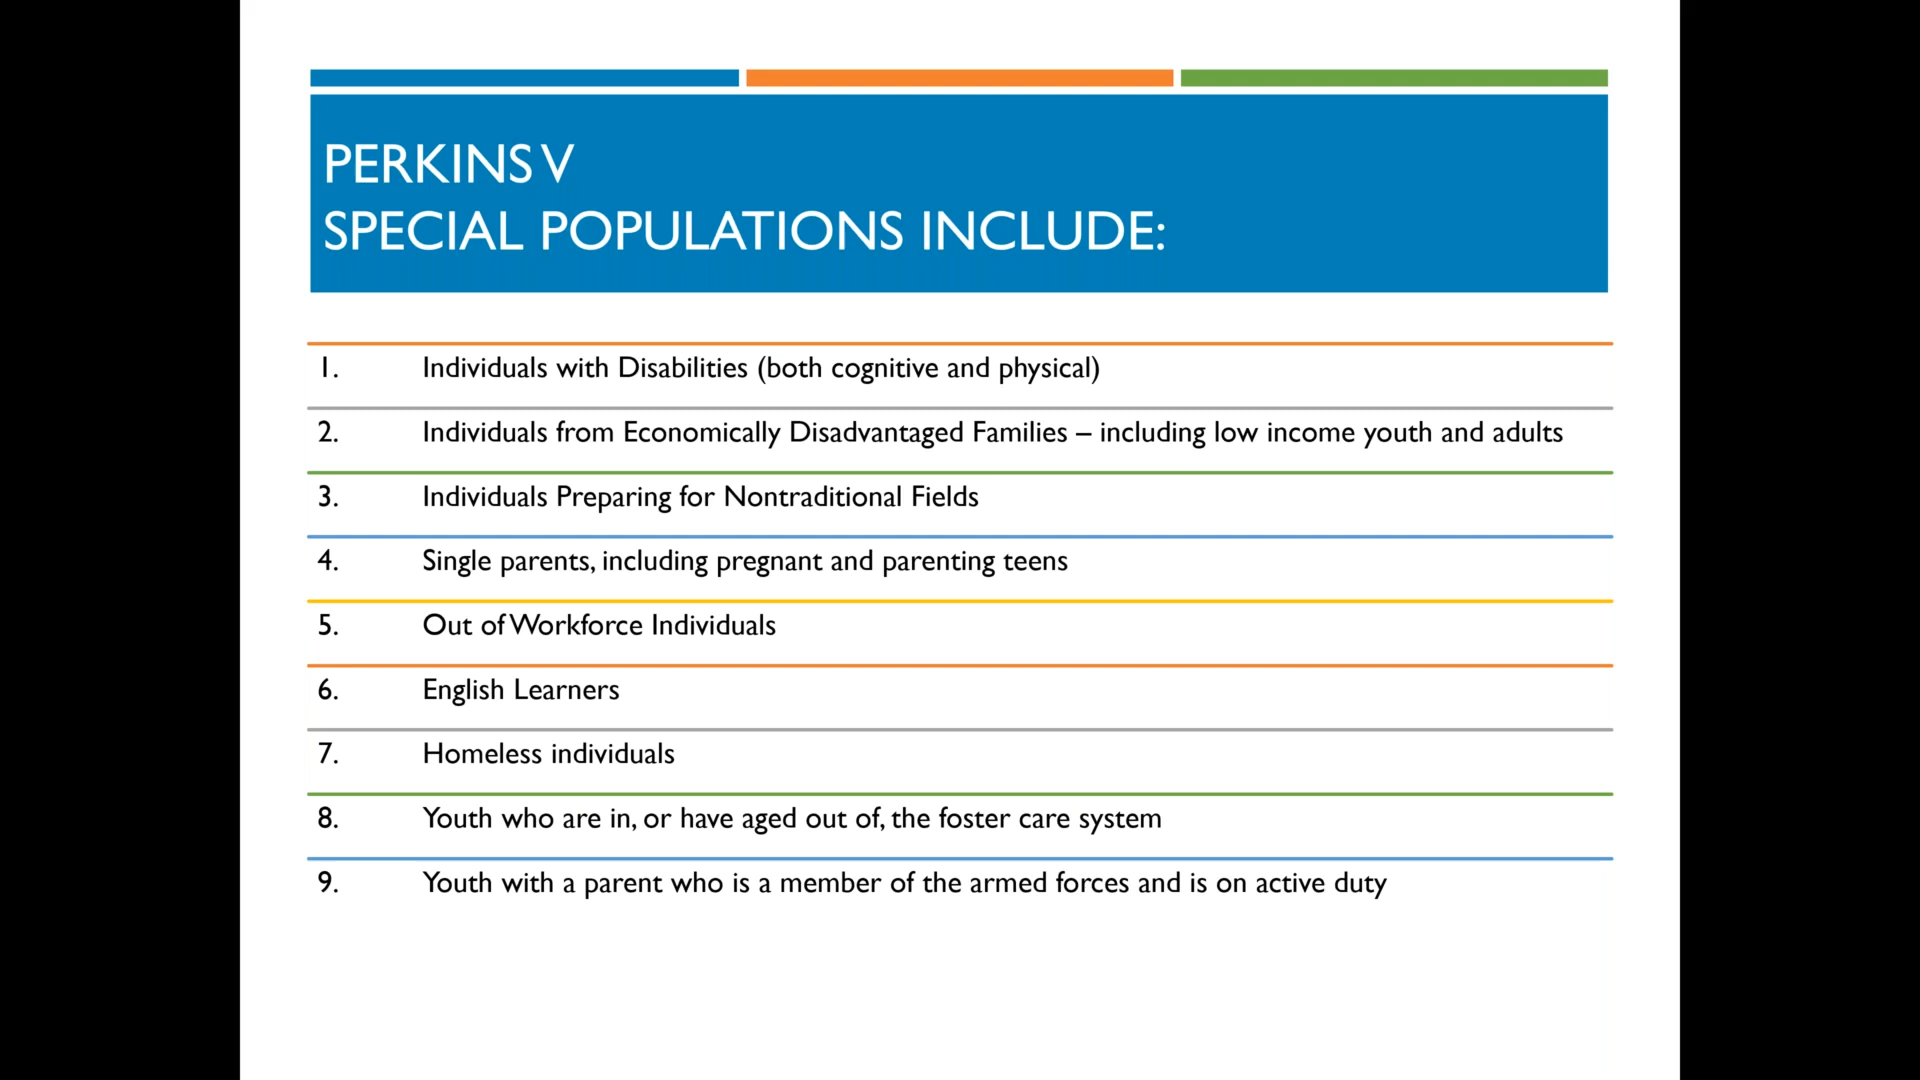 PERKINS V
SPECIAL POPULATIONS INCLUDE:
1. Individuals with Disabilities (both cognitive and physical)
2. Individuals from Economically Disadvantaged Families – including low income youth and adults
3. Individuals Preparing for Nontraditional Fields
4. Single parents, including pregnant and parenting teens
5. Out of Workforce Individuals
6. English Learners
7. Homeless individuals
8. Youth who are in, or have aged out of, the foster care system
9. Youth with a parent who is a member of the armed forces and is on active duty